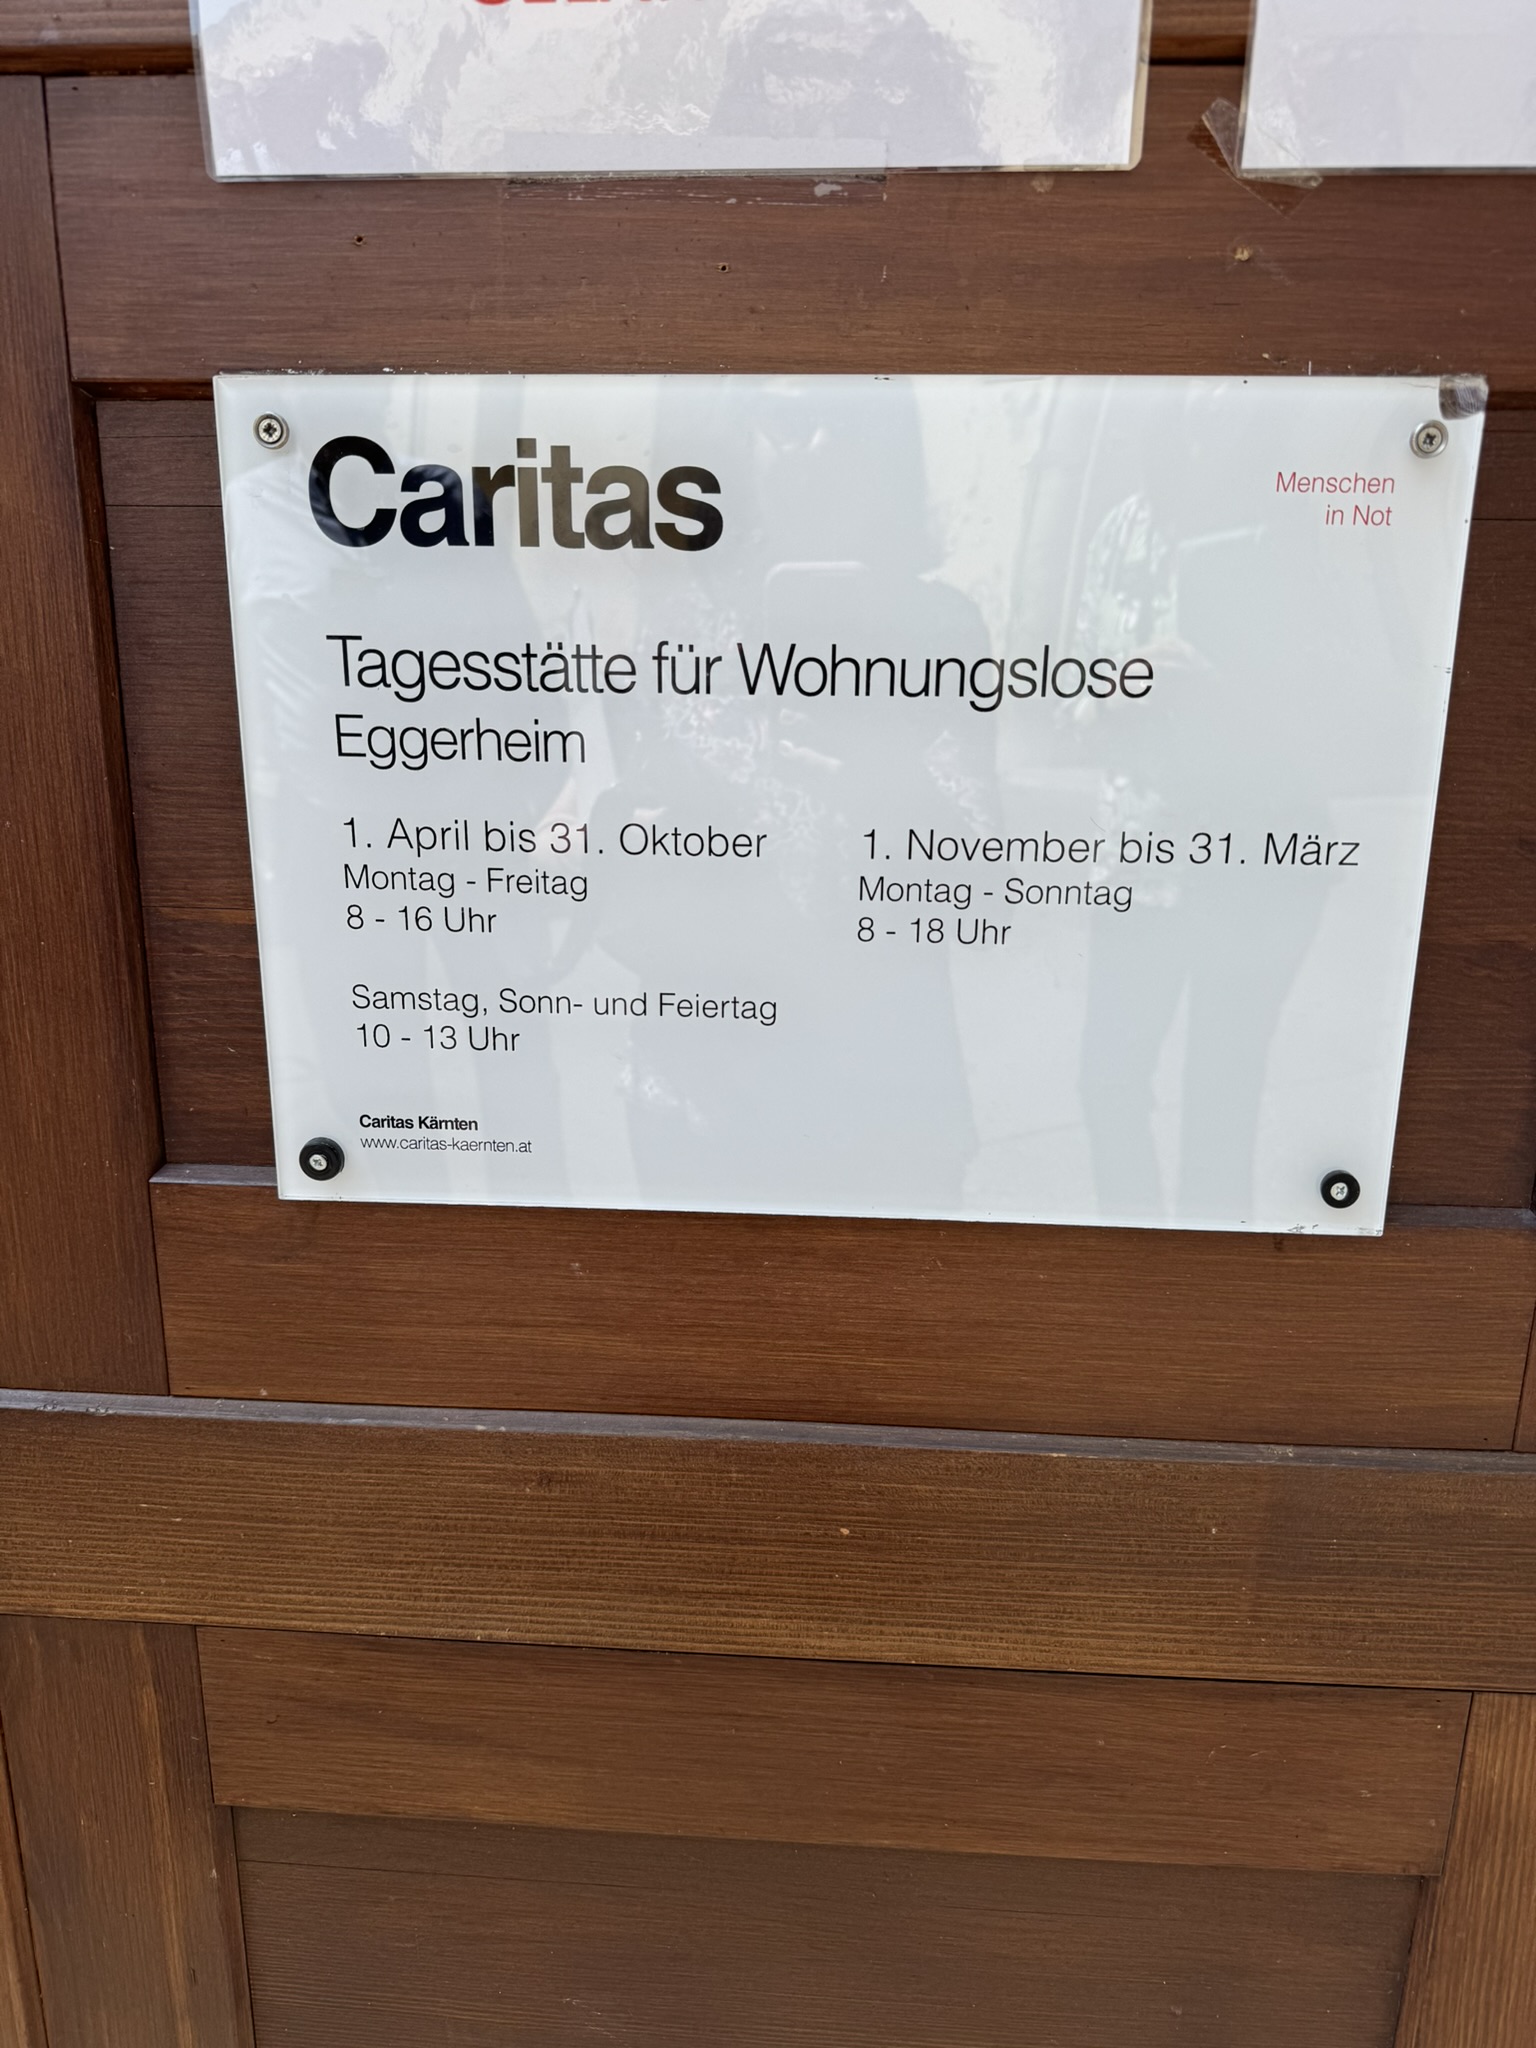 Caritas
Menschen
in Not
Tagesstätte für Wohnungslose
Eggerheim
1. April bis 31. Oktober
Montag - Freitag
8 - 16 Uhr
Samstag, Sonn- und Feiertag
10 - 13 Uhr
1. November bis 31. März
Montag - Sonntag
8 - 18 Uhr
Caritas Kärnten
www.caritas-kaernten.at